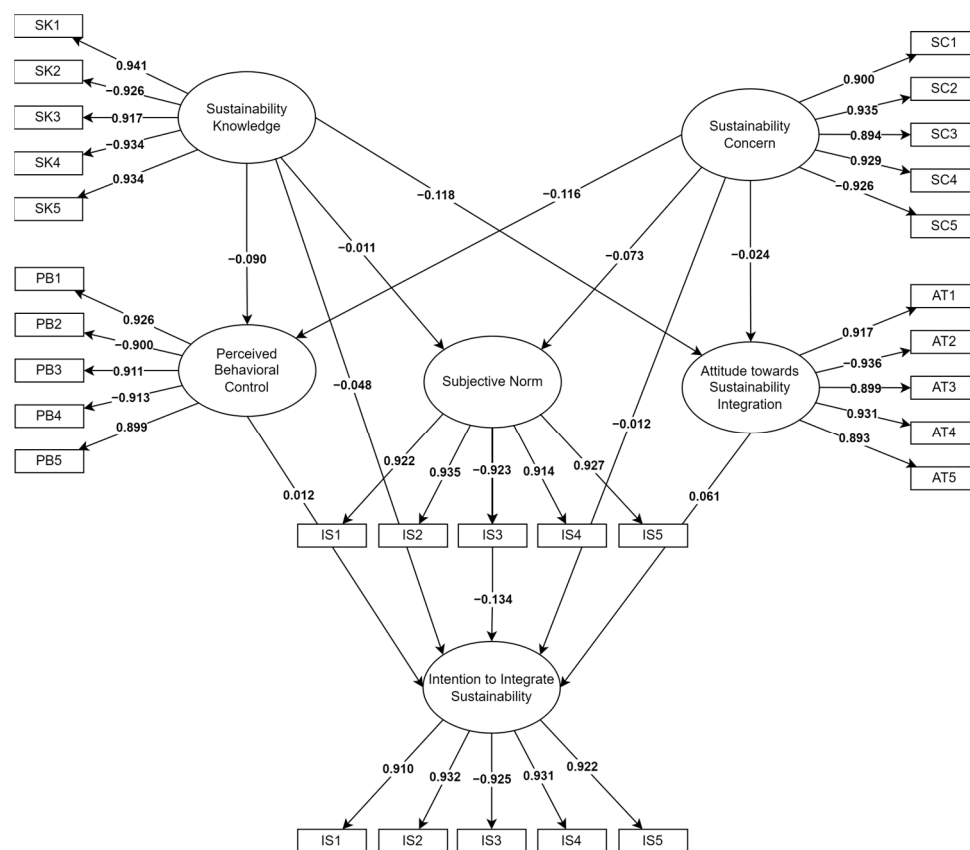 SK1
SK2
SK3
SK4
SK5
0.941
−0.926
0.917
−0.934
0.934
Sustainability
Knowledge
SC1
SC2
SC3
SC4
SC5
0.900
0.935
0.894
0.929
−0.926
Sustainability
Concern
−0.118
−0.116
−0.090
−0.011
−0.073
−0.024
PB1
PB2
PB3
PB4
PB5
0.926
−0.900
0.911
−0.913
0.899
Perceived
Behavioral
Control
−0.048
Subjective Norm
−0.012
Attitude towards
Sustainability
Integration
AT1
AT2
AT3
AT4
AT5
0.917
−0.936
0.899
0.931
0.893
0.012
0.922
0.935
−0.923
0.914
0.927
0.061
IS1
IS2
IS3
IS4
IS5
−0.134
Intention to Integrate
Sustainability
0.910
0.932
−0.925
0.931
0.922
IS1
IS2
IS3
IS4
IS5